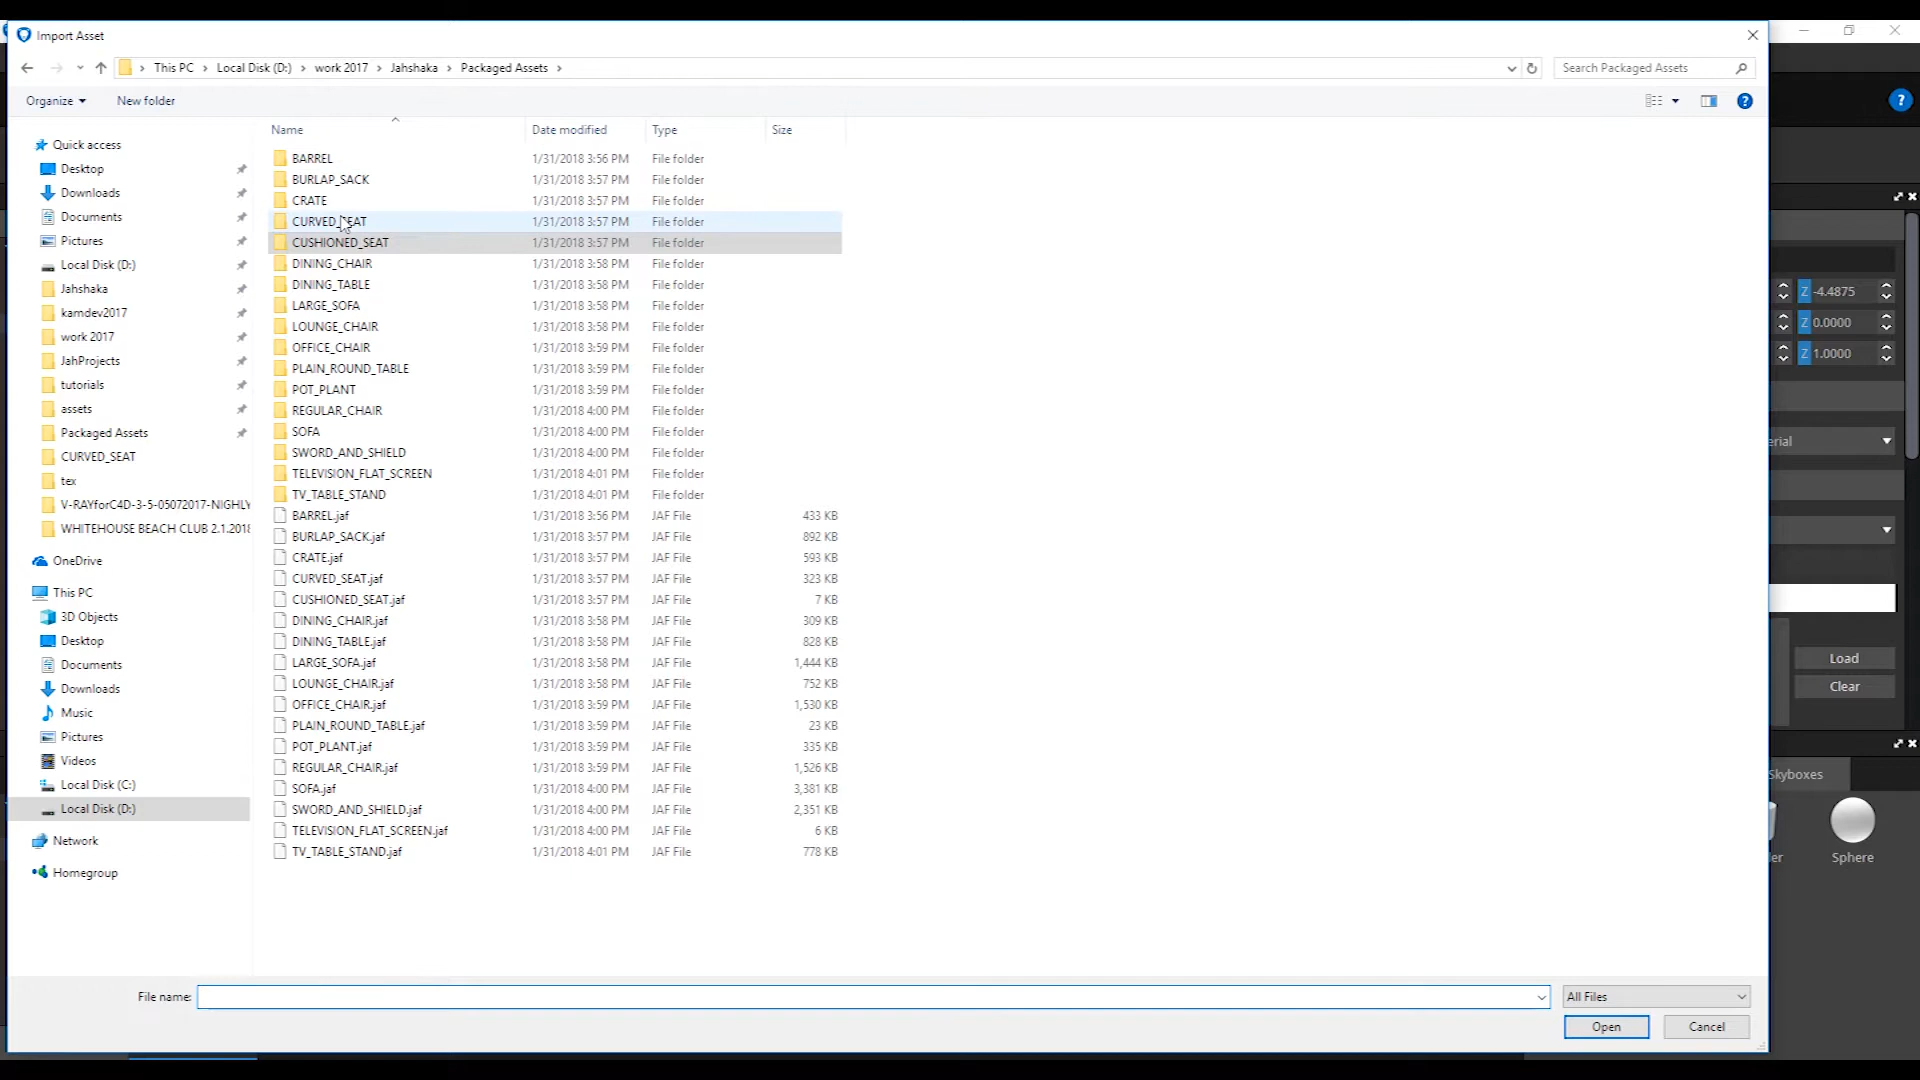 Import Asset
This PC > Local Disk (D:) > work 2017 > Jahshaka > Packaged Assets >
Search Packaged Assets
Organize
New folder
Name
Date modified
Type
Size
Quick access
Desktop
Downloads
Documents
Pictures
Local Disk (D:)
Jahshaka
kamdev2017
work 2017
JahProjects
tutorials
assets
Packaged Assets
CURVED_SEAT
tex
V-RAYforC4D-3-5-05072017-NIGHLY
WHITEHOUSE BEACH CLUB 2.1.2018
OneDrive
This PC
3D Objects
Desktop
Documents
Downloads
Music
Pictures
Videos
Local Disk (C:)
Local Disk (D:)
Network
Homegroup
BARREL 1/31/2018 3:56 PM File folder
BURLAP_SACK 1/31/2018 3:57 PM File folder
CRATE 1/31/2018 3:57 PM File folder
CURVED_SEAT 1/31/2018 3:57 PM File folder
CUSHIONED_SEAT 1/31/2018 3:57 PM File folder
DINING_CHAIR 1/31/2018 3:58 PM File folder
DINING_TABLE 1/31/2018 3:58 PM File folder
LARGE_SOFA 1/31/2018 3:58 PM File folder
LOUNGE_CHAIR 1/31/2018 3:58 PM File folder
OFFICE_CHAIR 1/31/2018 3:59 PM File folder
PLAIN_ROUND_TABLE 1/31/2018 3:59 PM File folder
POT_PLANT 1/31/2018 3:59 PM File folder
REGULAR_CHAIR 1/31/2018 4:00 PM File folder
SOFA 1/31/2018 4:00 PM File folder
SWORD_AND_SHIELD 1/31/2018 4:00 PM File folder
TELEVISION_FLAT_SCREEN 1/31/2018 4:01 PM File folder
TV_TABLE_STAND 1/31/2018 4:01 PM File folder
BARREL.jaf 1/31/2018 3:56 PM JAF File 433 KB
BURLAP_SACK.jaf 1/31/2018 3:57 PM JAF File 892 KB
CRATE.jaf 1/31/2018 3:57 PM JAF File 593 KB
CURVED_SEAT.jaf 1/31/2018 3:57 PM JAF File 323 KB
CUSHIONED_SEAT.jaf 1/31/2018 3:57 PM JAF File 7 KB
DINING_CHAIR.jaf 1/31/2018 3:58 PM JAF File 309 KB
DINING_TABLE.jaf 1/31/2018 3:58 PM JAF File 828 KB
LARGE_SOFA.jaf 1/31/2018 3:58 PM JAF File 1,444 KB
LOUNGE_CHAIR.jaf 1/31/2018 3:58 PM JAF File 752 KB
OFFICE_CHAIR.jaf 1/31/2018 3:59 PM JAF File 1,530 KB
PLAIN_ROUND_TABLE.jaf 1/31/2018 3:59 PM JAF File 23 KB
POT_PLANT.jaf 1/31/2018 3:59 PM JAF File 335 KB
REGULAR_CHAIR.jaf 1/31/2018 3:59 PM JAF File 1,526 KB
SOFA.jaf 1/31/2018 4:00 PM JAF File 3,381 KB
SWORD_AND_SHIELD.jaf 1/31/2018 4:00 PM JAF File 2,351 KB
TELEVISION_FLAT_SCREEN.jaf 1/31/2018 4:00 PM JAF File 6 KB
TV_TABLE_STAND.jaf 1/31/2018 4:01 PM JAF File 778 KB
File name:
All Files
Open
Cancel
Z -4.4875
Z 0.0000
Z 1.0000
erial
Load
Clear
Skyboxes
der
Sphere